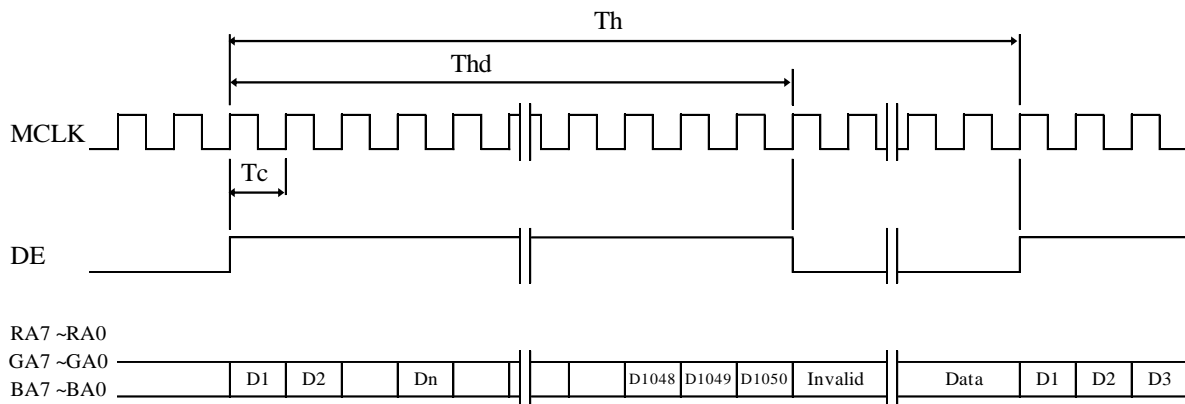 Th
Thd
MCLK
Tc
DE
RA7 ~RA0
GA7 ~GA0
BA7 ~BA0
D1 D2 Dn D1048 D1049 D1050 Invalid Data D1 D2 D3